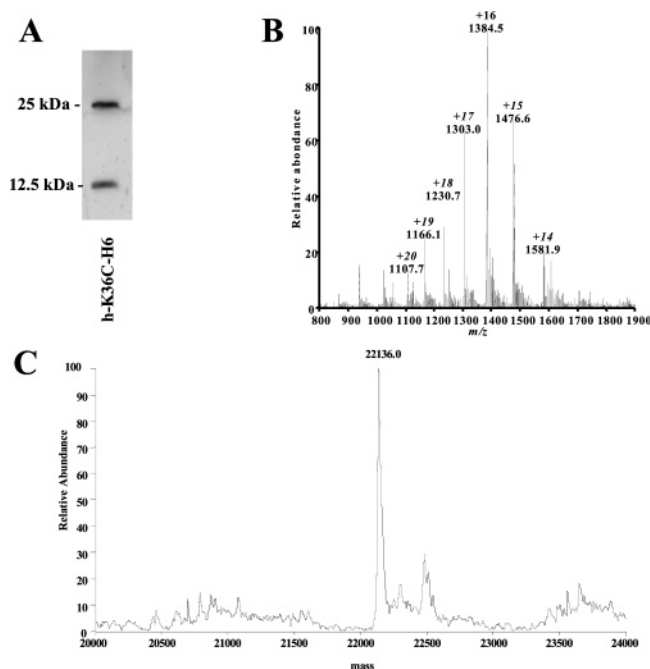 A
25 kDa -
12.5 kDa -
h-K36C-H6
B
Relative abundance
100
80
60
40
20
0
+16
1384.5
+15
1476.6
+17
1303.0
+18
1230.7
+19
1166.1
+20
1107.7
+14
1581.9
800 900 1000 1100 1200 1300 1400 1500 1600 1700 1800 1900
m/z
C
22136.0
Relative Abundance
100
90
80
70
60
50
40
30
20
10
0
20000 21000 21500 22000 22500 23000 24000
mass